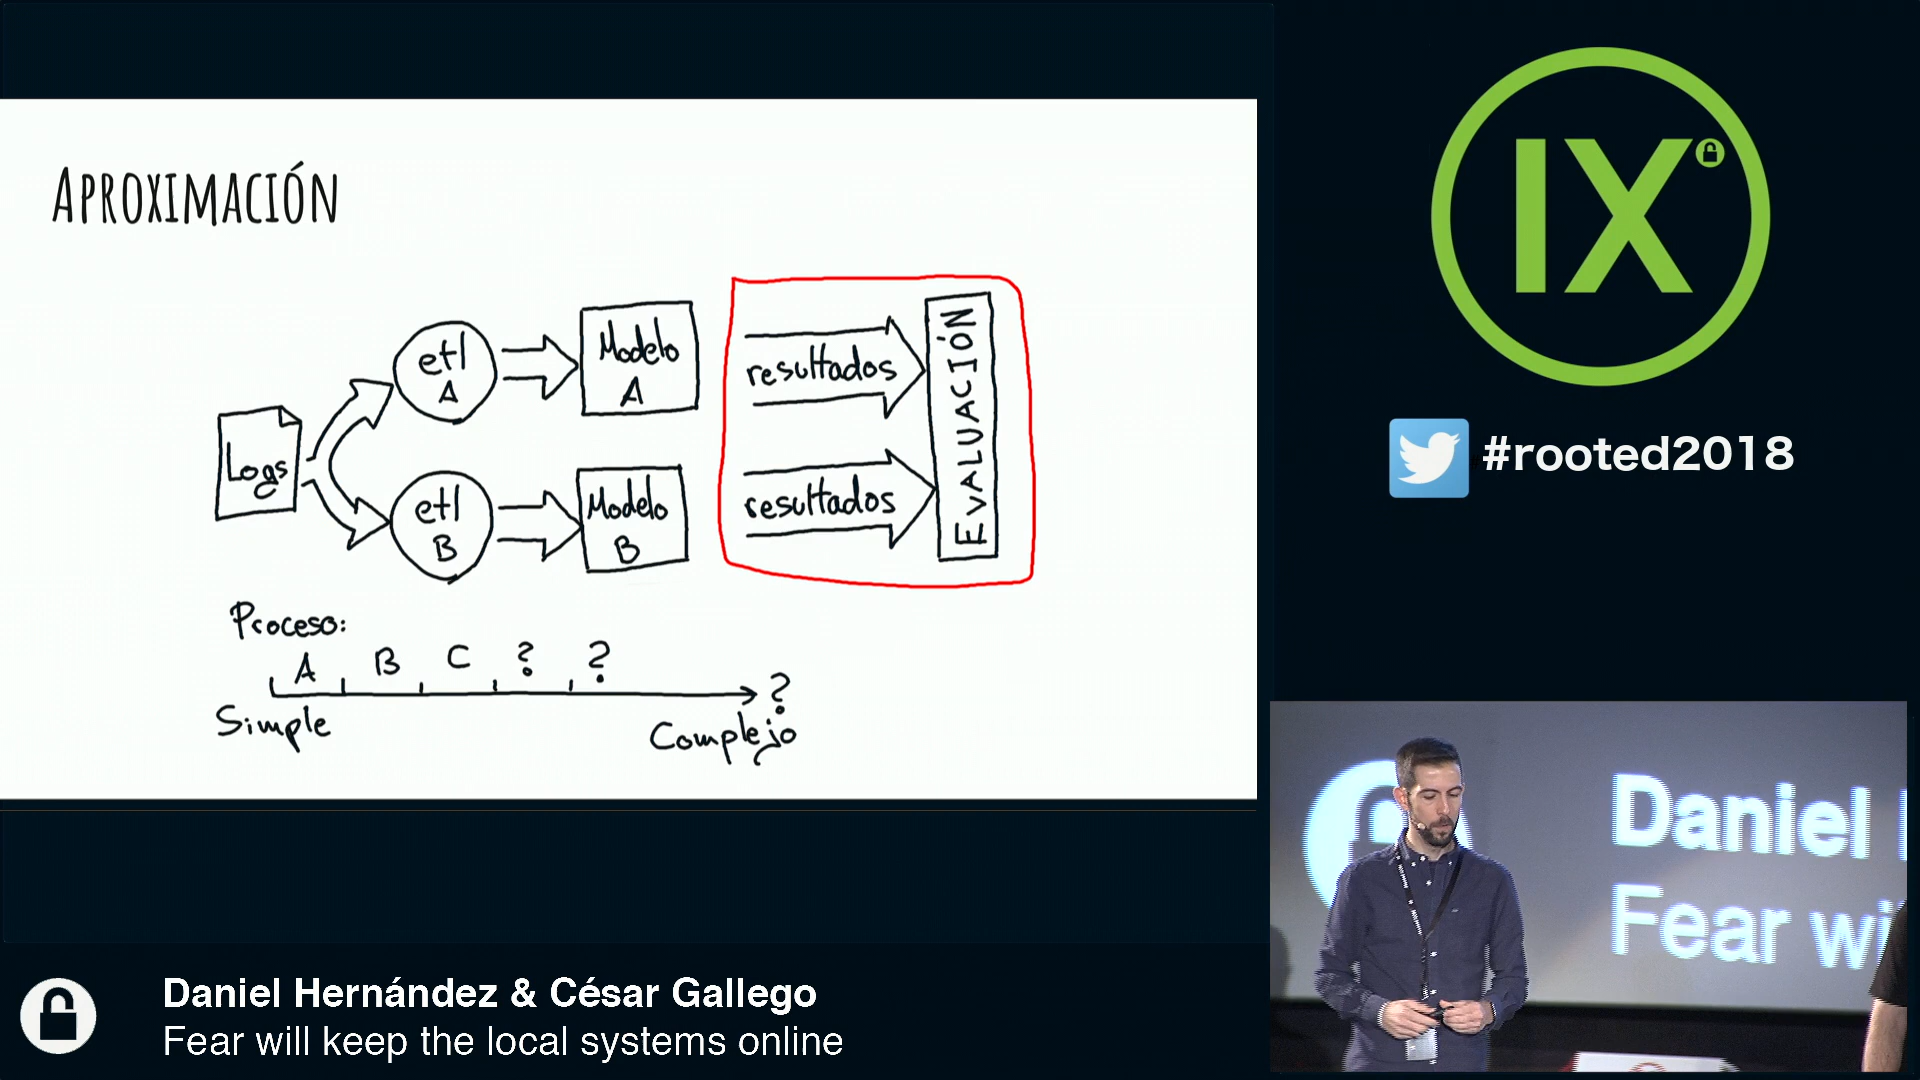 APROXIMACIÓN
Logs
etl
A
Modelo
A
resultados
etl
B
Modelo
B
resultados
EVALUACIÓN
Proceso:
A B C ? ?
?
Simple
Complejo
IX
#rooted2018
Daniel
Fear wi
Daniel Hernández & César Gallego
Fear will keep the local systems online